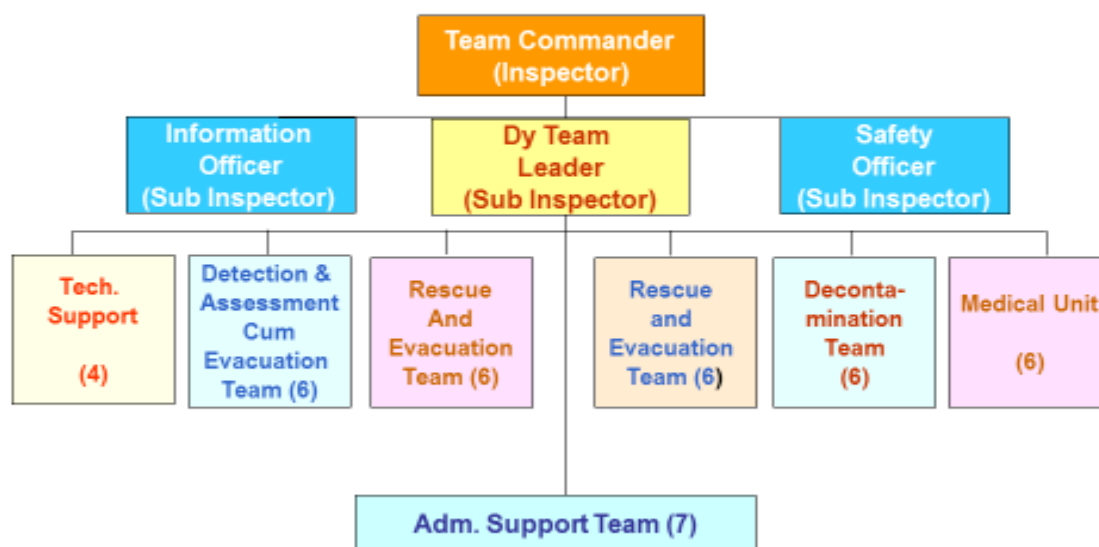 Team Commander
(Inspector)
Information
Officer
(Sub Inspector)
Dy Team
Leader
(Sub Inspector)
Safety
Officer
(Sub Inspector)
Tech.
Support
(4)
Detection &
Assessment
Cum
Evacuation
Team (6)
Rescue
And
Evacuation
Team (6)
Rescue
and
Evacuation
Team (6)
Deconta-
mination
Team
(6)
Medical Unit
(6)
Adm. Support Team (7)